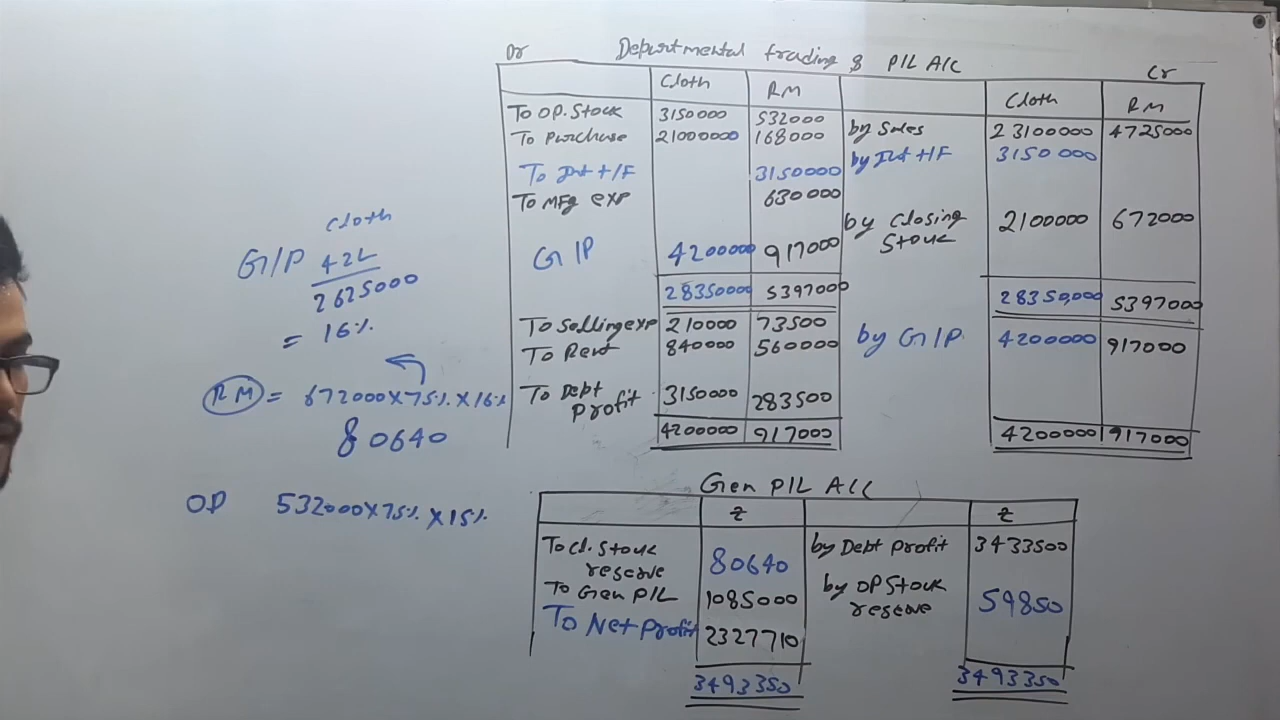 Dr Departmental trading & P/L A/C Cr
Cloth RM Cloth RM
To OP. Stock 3150000 532000 by Sales 23100000 4725000
To Purchase 21000000 168000 by Int t/F 3150000
To Int t/F 3150000
To Mfg exp 630000
by Closing Stock 2100000 672000
G/P 4200000 917000
28350000 5397000 28350,000 5397000
To Selling exp 210000 73500 by G/P. 4200000 917000
To Rent 840000 560000
To Debt Profit 3150000 283500
4200000 917000 4200000 917000
Cloth
G/P 42L
2625000
= 16%
RM = 672000 X 75% X 16%
80640
OP 532000 X 75% X 15%
Gen P/L A/C
₹ ₹
To Cl. Stock reserve 80640 by Debt Profit 3433500
To Gen P/L 1085000 by OP Stock reserve 59850
To Net Profit 2327710
3493350 3493350